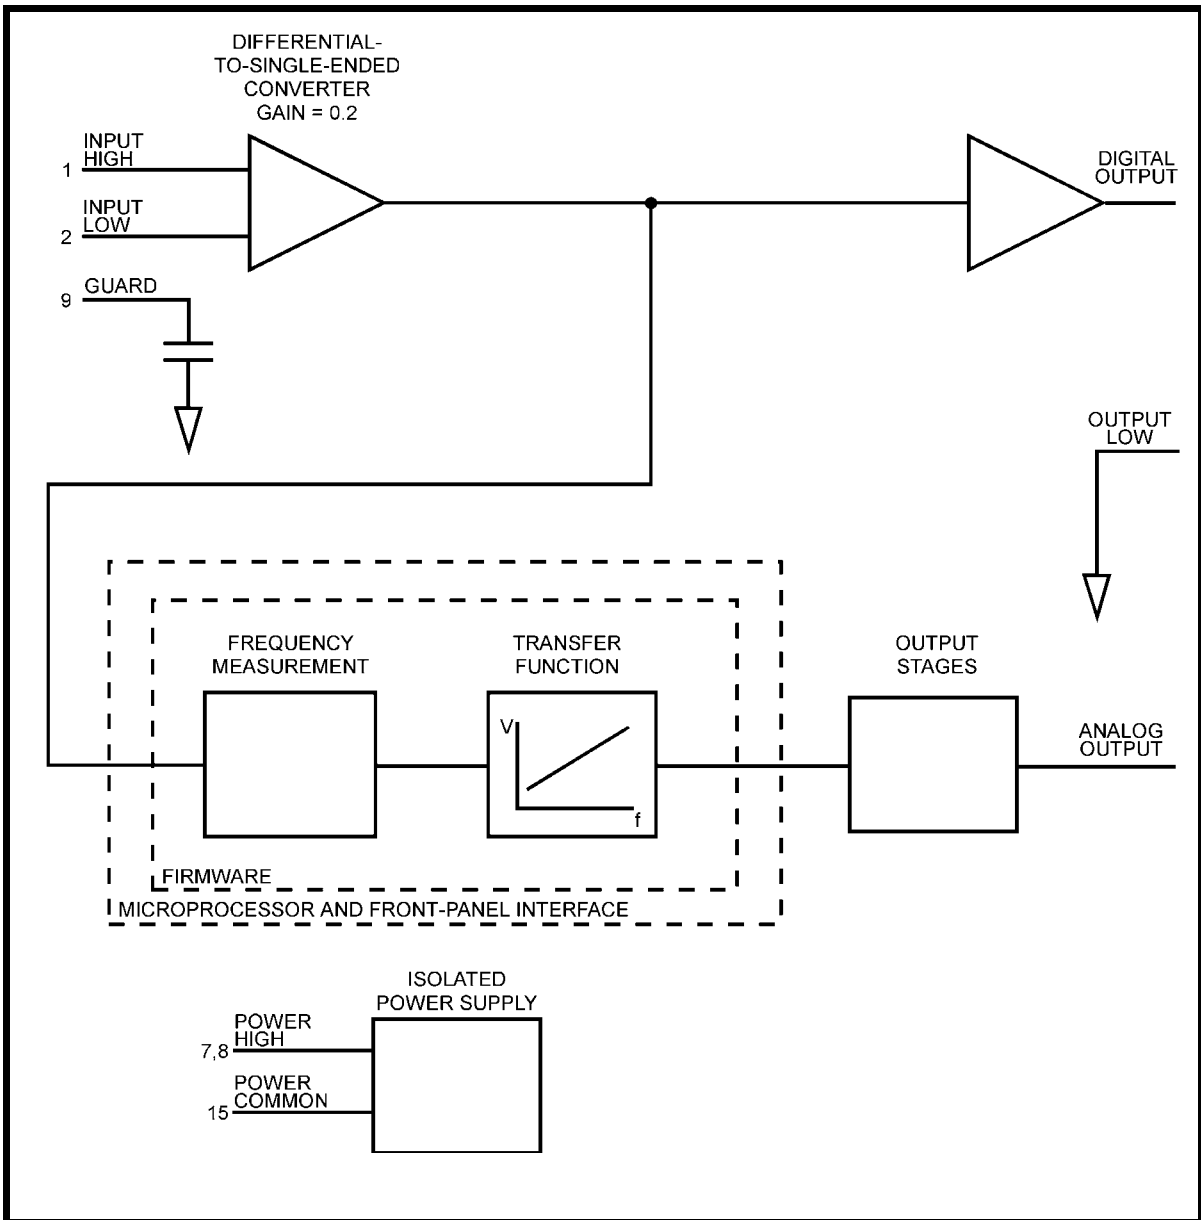 DIFFERENTIAL-
TO-SINGLE-ENDED
CONVERTER
GAIN = 0.2
INPUT
HIGH
1
INPUT
LOW
2
GUARD
9
DIGITAL
OUTPUT
OUTPUT
LOW
FREQUENCY
MEASUREMENT
TRANSFER
FUNCTION
V
f
OUTPUT
STAGES
ANALOG
OUTPUT
FIRMWARE
MICROPROCESSOR AND FRONT-PANEL INTERFACE
ISOLATED
POWER SUPPLY
POWER
HIGH
7,8
POWER
COMMON
15